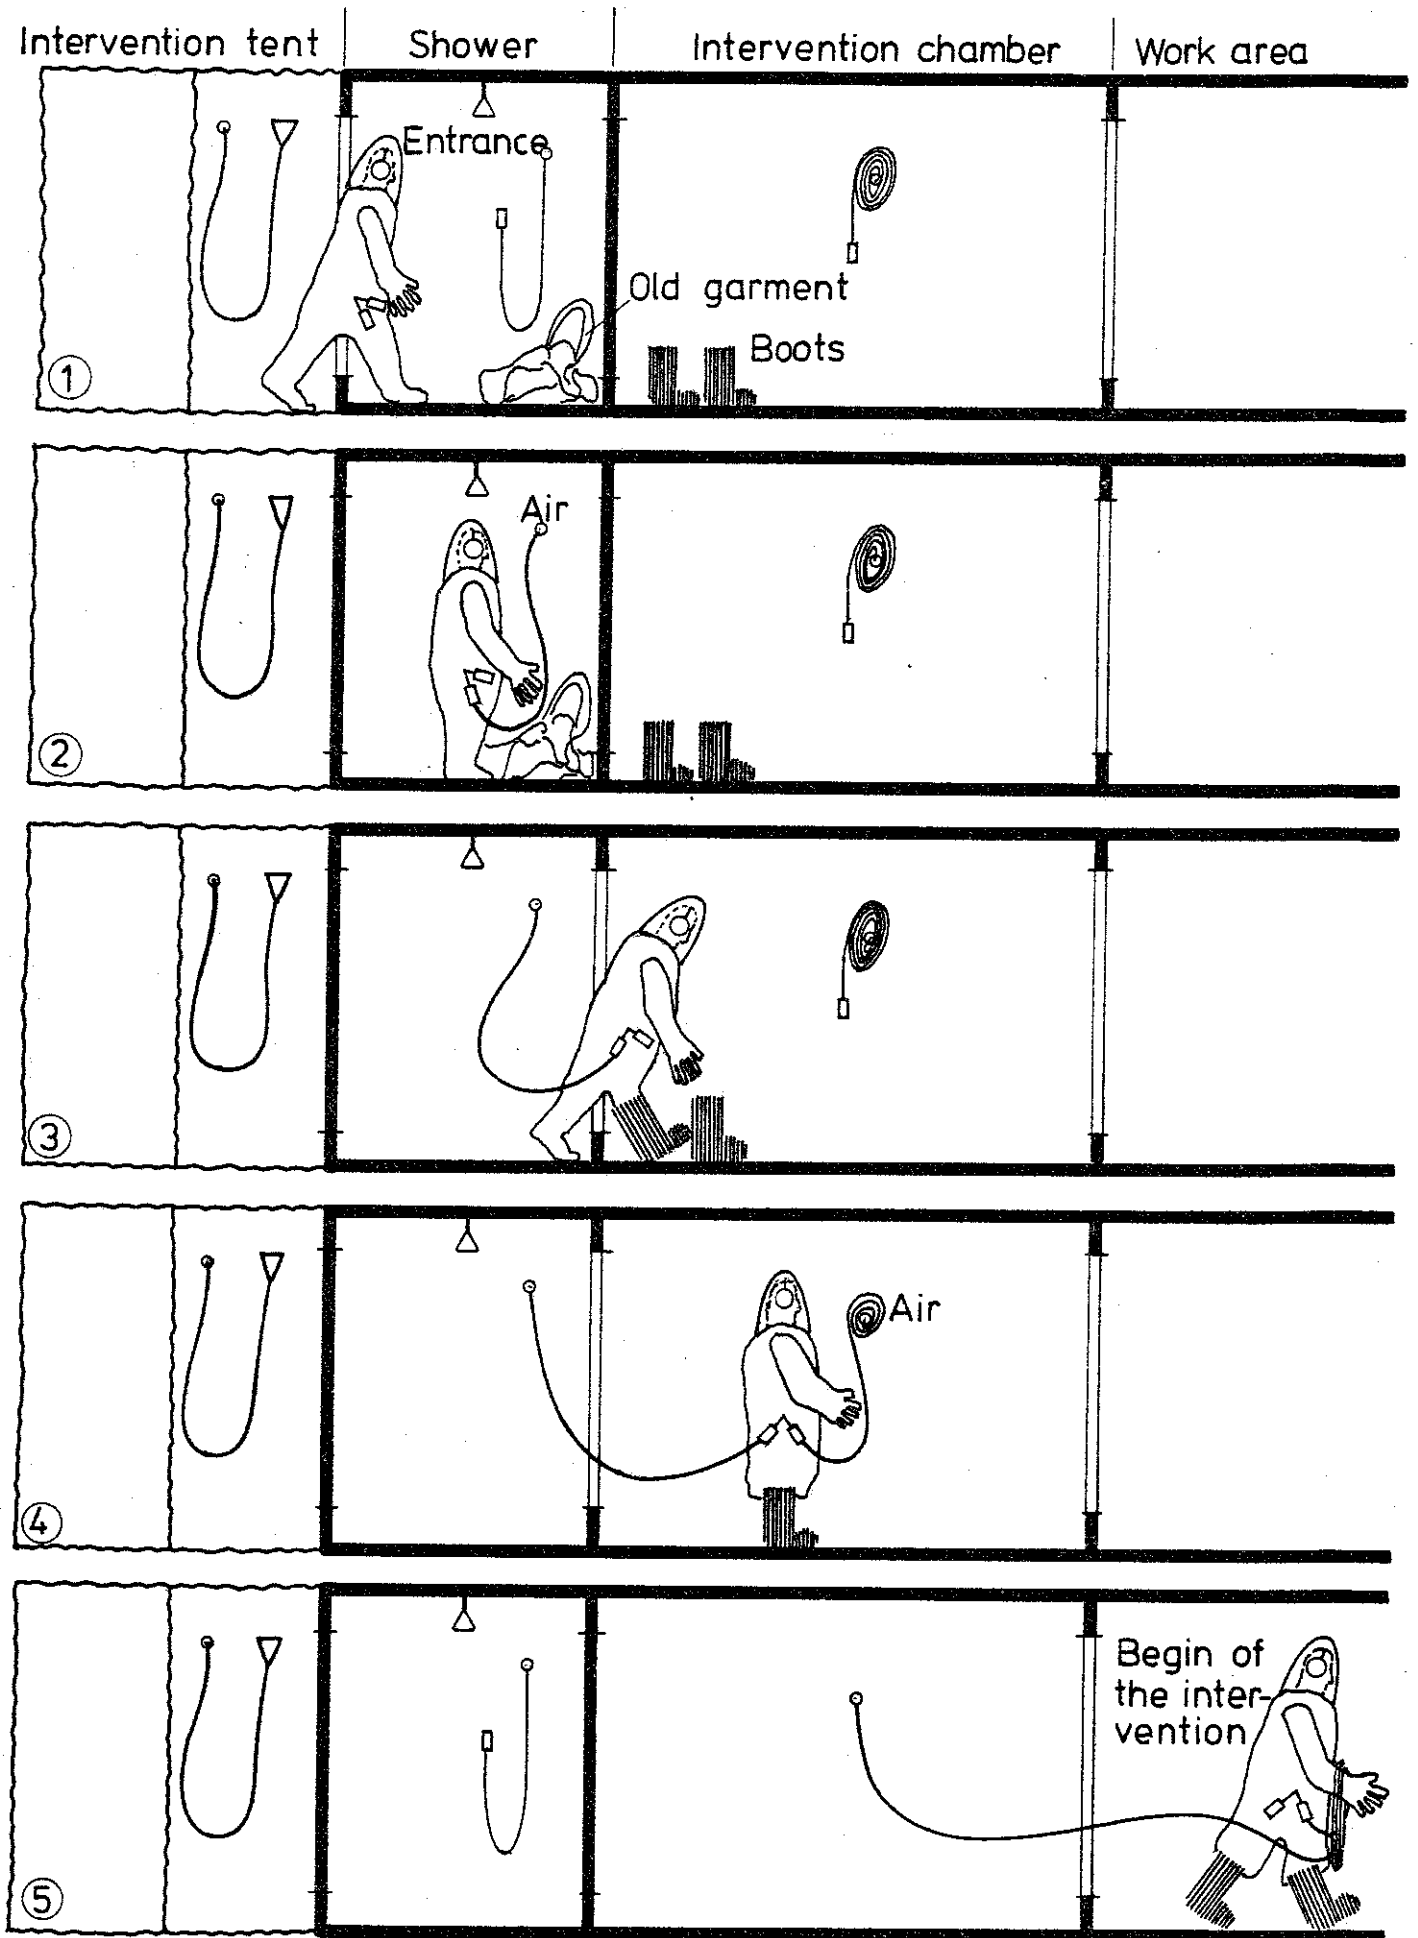 Intervention tent
Shower
Intervention chamber
Work area
Entrance
Old garment
Boots
1
Air
2
3
Air
4
Begin of
the inter-
vention
5